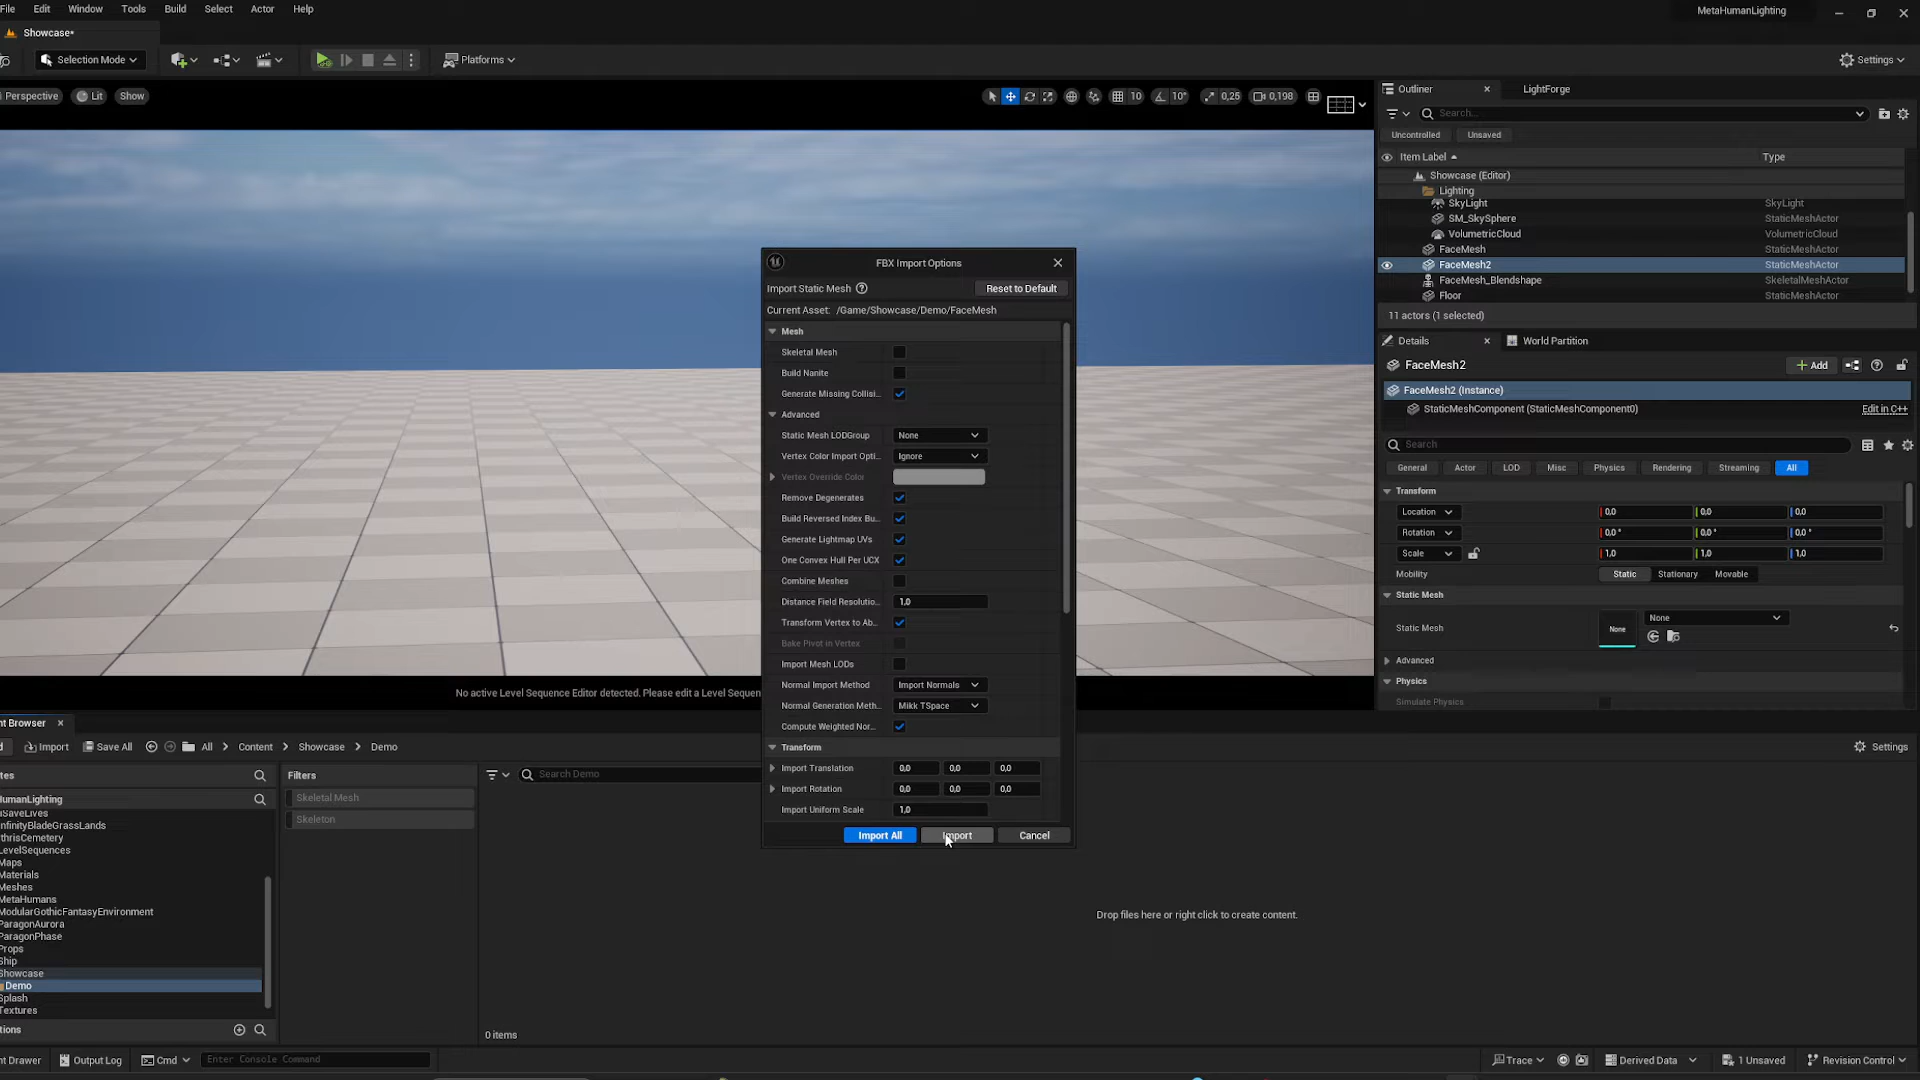 File Edit Window Tools Build Select Actor Help
MetaHumanLighting
Showcase*
Selection Mode
Platforms
Settings
Perspective Lit Show
10 10° 0,25 0,198
Outliner LightForge
Search...
Uncontrolled Unsaved
Item Label Type
Showcase (Editor)
Lighting
SkyLight SkyLight
SM_SkySphere StaticMeshActor
VolumetricCloud VolumetricCloud
FaceMesh StaticMeshActor
FaceMesh2 StaticMeshActor
FaceMesh_Blendshape SkeletalMeshActor
Floor StaticMeshActor
11 actors (1 selected)
Details World Partition
FaceMesh2
Add
FaceMesh2 (Instance)
StaticMeshComponent (StaticMeshComponent0) Edit in C++
Search
General Actor LOD Misc Physics Rendering Streaming All
Transform
Location 0,0 0,0 0,0
Rotation 0,0 ° 0,0 ° 0,0 °
Scale 1,0 1,0 1,0
Mobility Static Stationary Movable
Static Mesh
Static Mesh None None
Advanced
Physics
Simulate Physics
FBX Import Options
Import Static Mesh Reset to Default
Current Asset: /Game/Showcase/Demo/FaceMesh
Mesh
Skeletal Mesh
Build Nanite
Generate Missing Collisi...
Advanced
Static Mesh LODGroup None
Vertex Color Import Opti... Ignore
Vertex Override Color
Remove Degenerates
Build Reversed Index Bu...
Generate Lightmap UVs
One Convex Hull Per UCX
Combine Meshes
Distance Field Resolutio... 1,0
Transform Vertex to Ab...
Bake Pivot in Vertex
Import Mesh LODs
Normal Import Method Import Normals
Normal Generation Meth... Mikk TSpace
Compute Weighted Nor...
Transform
Import Translation 0,0 0,0 0,0
Import Rotation 0,0 0,0 0,0
Import Uniform Scale 1,0
Import All Import Cancel
No active Level Sequence Editor detected. Please edit a Level Sequen
nt Browser
d Import Save All All Content Showcase Demo Settings
tes
HumanLighting
iSaveLives
InfinityBladeGrassLands
IthrisCemetery
LevelSequences
Maps
Materials
Meshes
MetaHumans
ModularGothicFantasyEnvironment
ParagonAurora
ParagonPhase
Props
Ship
Showcase
Demo
Splash
Textures
tions
Filters
Skeletal Mesh
Skeleton
Search Demo
Drop files here or right click to create content.
0 items
nt Drawer Output Log Cmd Enter Console Command
Trace Derived Data 1 Unsaved Revision Control